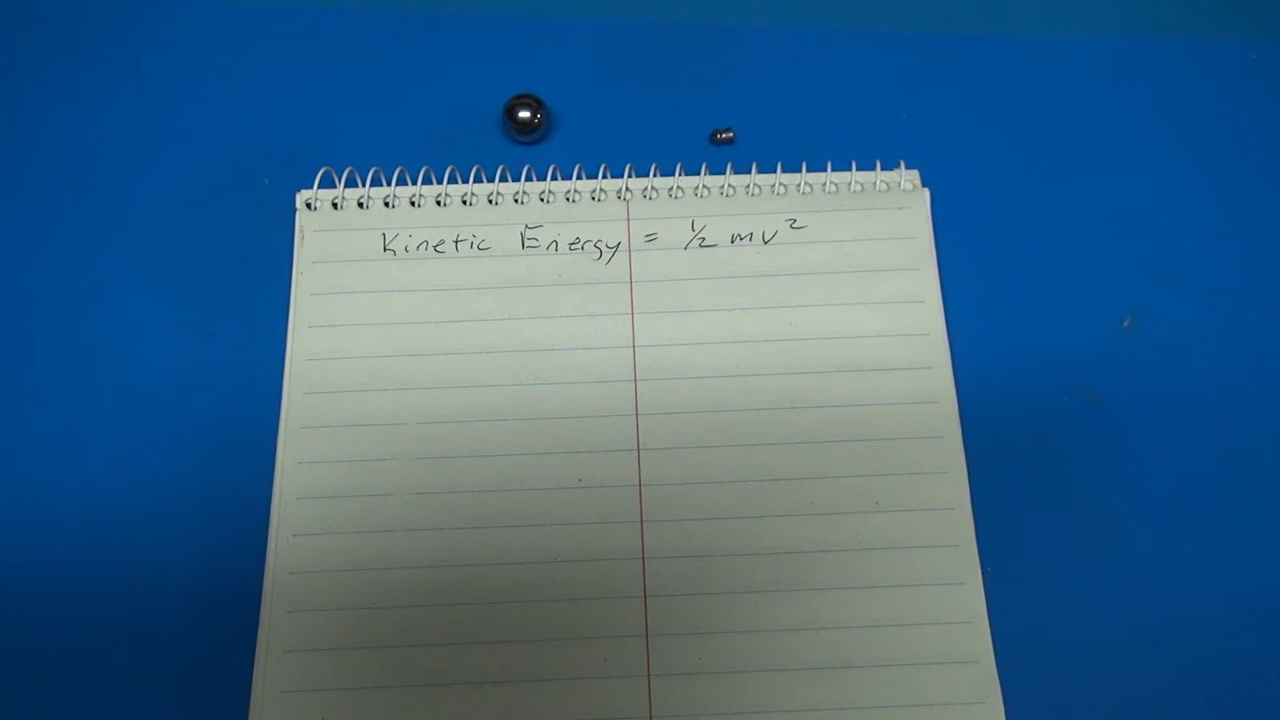 Kinetic Energy = ½ mv²